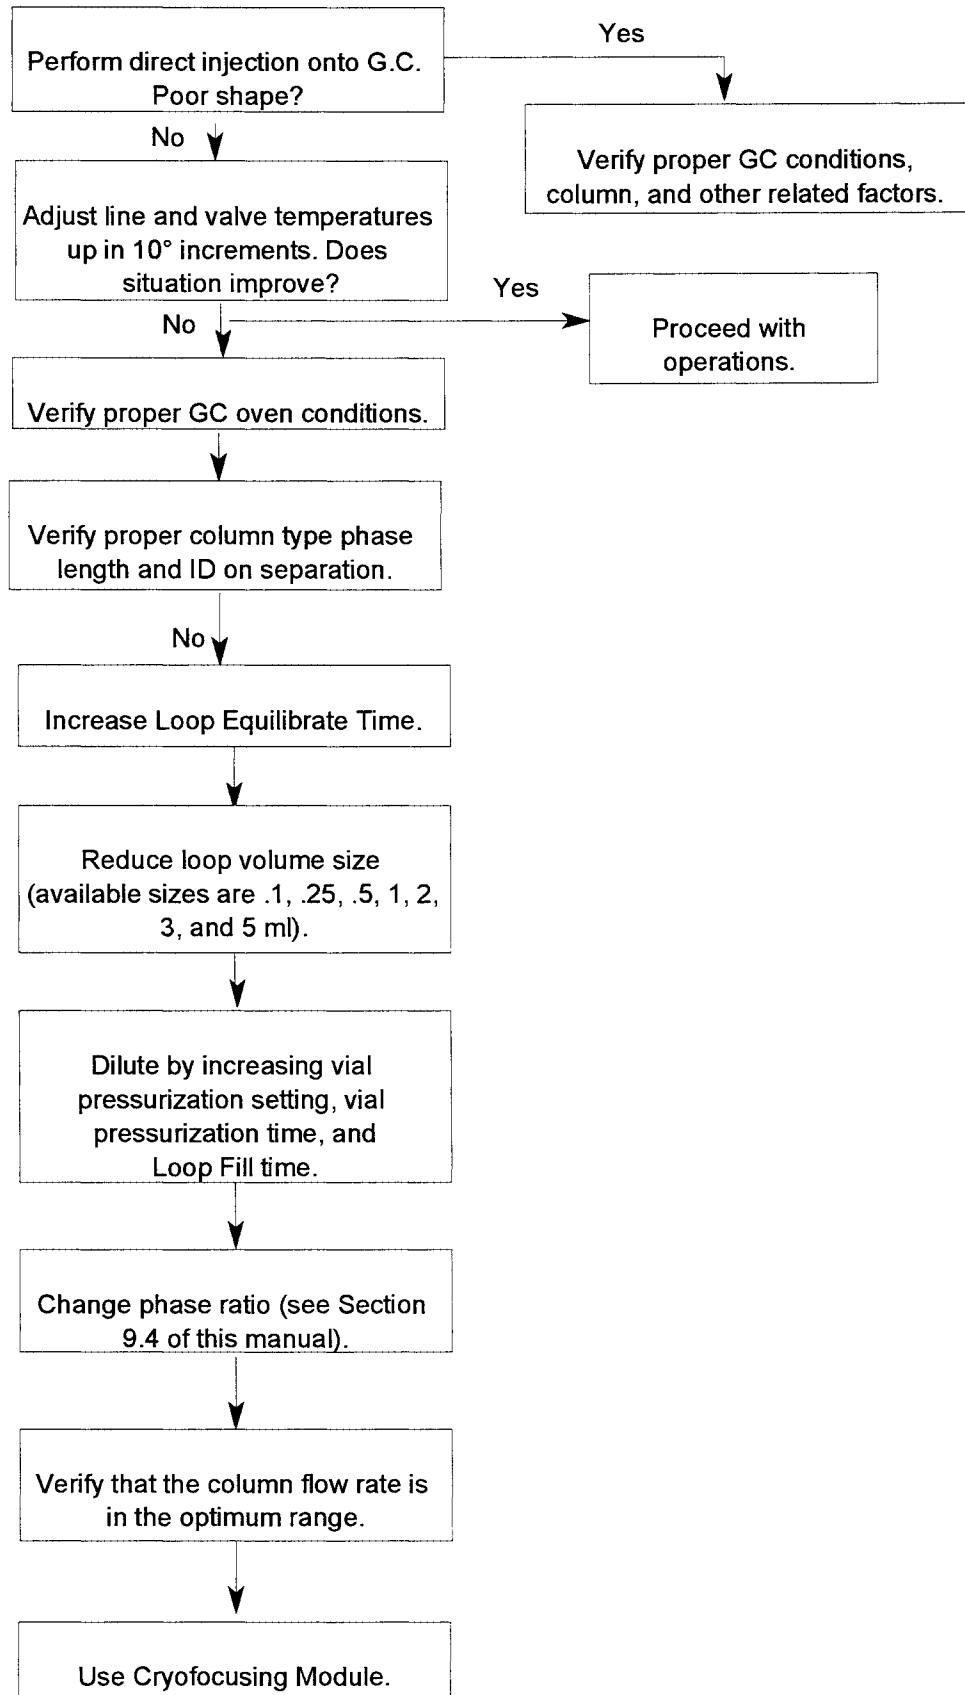 Yes
Perform direct injection onto G.C.
Poor shape?
No
Verify proper GC conditions,
column, and other related factors.
Adjust line and valve temperatures
up in 10° increments. Does
situation improve?
Yes
No
Proceed with
operations.
Verify proper GC oven conditions.
Verify proper column type phase
length and ID on separation.
No
Increase Loop Equilibrate Time.
Reduce loop volume size
(available sizes are .1, .25, .5, 1, 2,
3, and 5 ml).
Dilute by increasing vial
pressurization setting, vial
pressurization time, and
Loop Fill time.
Change phase ratio (see Section
9.4 of this manual).
Verify that the column flow rate is
in the optimum range.
Use Cryofocusing Module.